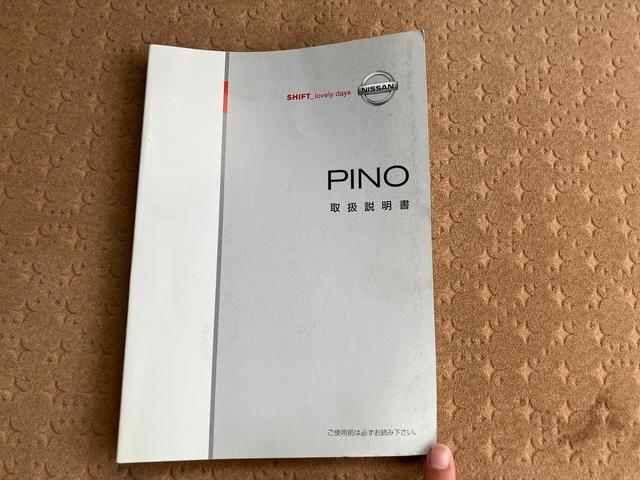 SHIFT_lovely days
NISSAN
PINO
取扱説明書
ご使用前は必ずお読み下さい。